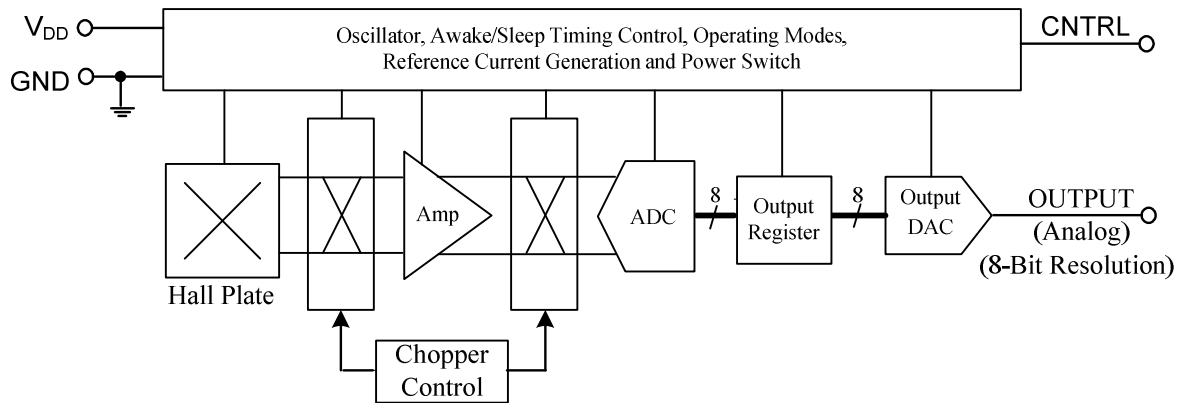 V_DD
GND
Oscillator, Awake/Sleep Timing Control, Operating Modes,
Reference Current Generation and Power Switch
CNTRL
Hall Plate
Amp
ADC
8
Output
Register
8
Output
DAC
OUTPUT
(Analog)
(8-Bit Resolution)
Chopper
Control